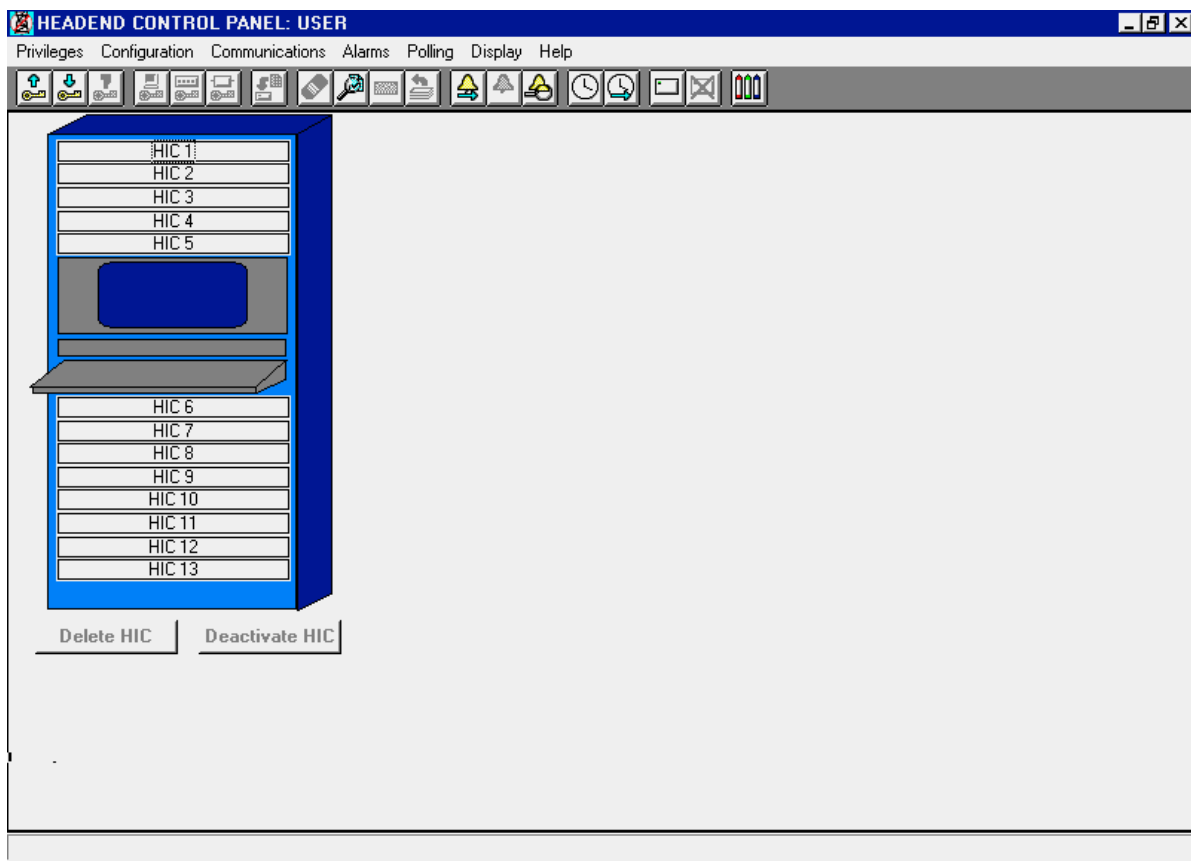 HEADEND CONTROL PANEL: USER
Privileges Configuration Communications Alarms Polling Display Help
HIC 1
HIC 2
HIC 3
HIC 4
HIC 5
HIC 6
HIC 7
HIC 8
HIC 9
HIC 10
HIC 11
HIC 12
HIC 13
Delete HIC Deactivate HIC